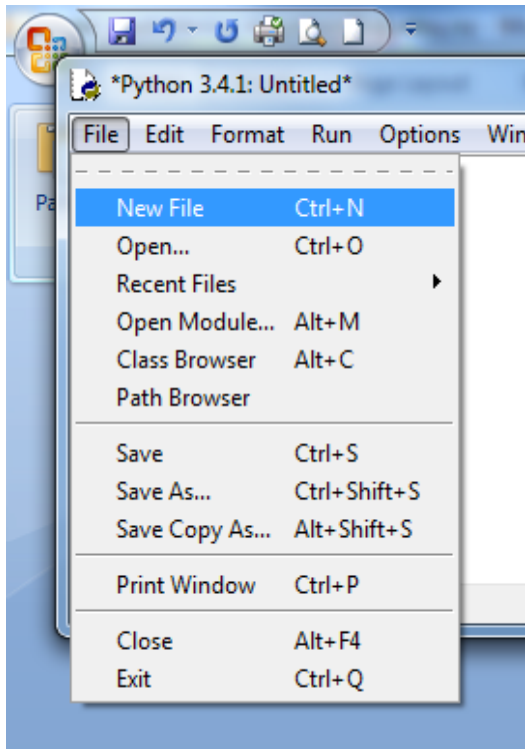 *Python 3.4.1: Untitled*
File Edit Format Run Options Win
Pa
New File Ctrl+N
Open... Ctrl+O
Recent Files
Open Module... Alt+M
Class Browser Alt+C
Path Browser
Save Ctrl+S
Save As... Ctrl+Shift+S
Save Copy As... Alt+Shift+S
Print Window Ctrl+P
Close Alt+F4
Exit Ctrl+Q